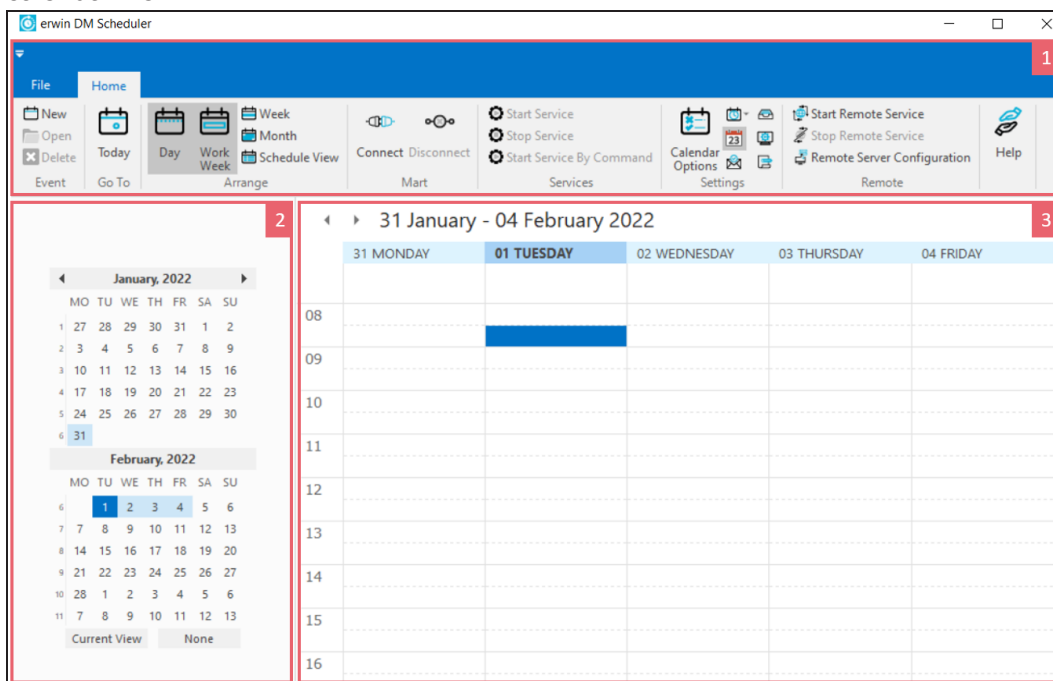 erwin DM Scheduler
1
File Home
New
Open
Delete
Event
Today
Go To
Day
Work
Week
Week
Month
Schedule View
Arrange
Connect Disconnect
Mart
Start Service
Stop Service
Start Service By Command
Services
Calendar
Options
23
Settings
Start Remote Service
Stop Remote Service
Remote Server Configuration
Remote
Help
2
January, 2022
MO TU WE TH FR SA SU
1 27 28 29 30 31 1 2
2 3 4 5 6 7 8 9
3 10 11 12 13 14 15 16
4 17 18 19 20 21 22 23
5 24 25 26 27 28 29 30
6 31
February, 2022
MO TU WE TH FR SA SU
6 1 2 3 4 5 6
7 7 8 9 10 11 12 13
8 14 15 16 17 18 19 20
9 21 22 23 24 25 26 27
10 28 1 2 3 4 5 6
11 7 8 9 10 11 12 13
Current View None
31 January - 04 February 2022
3
31 MONDAY 01 TUESDAY 02 WEDNESDAY 03 THURSDAY 04 FRIDAY
08
09
10
11
12
13
14
15
16